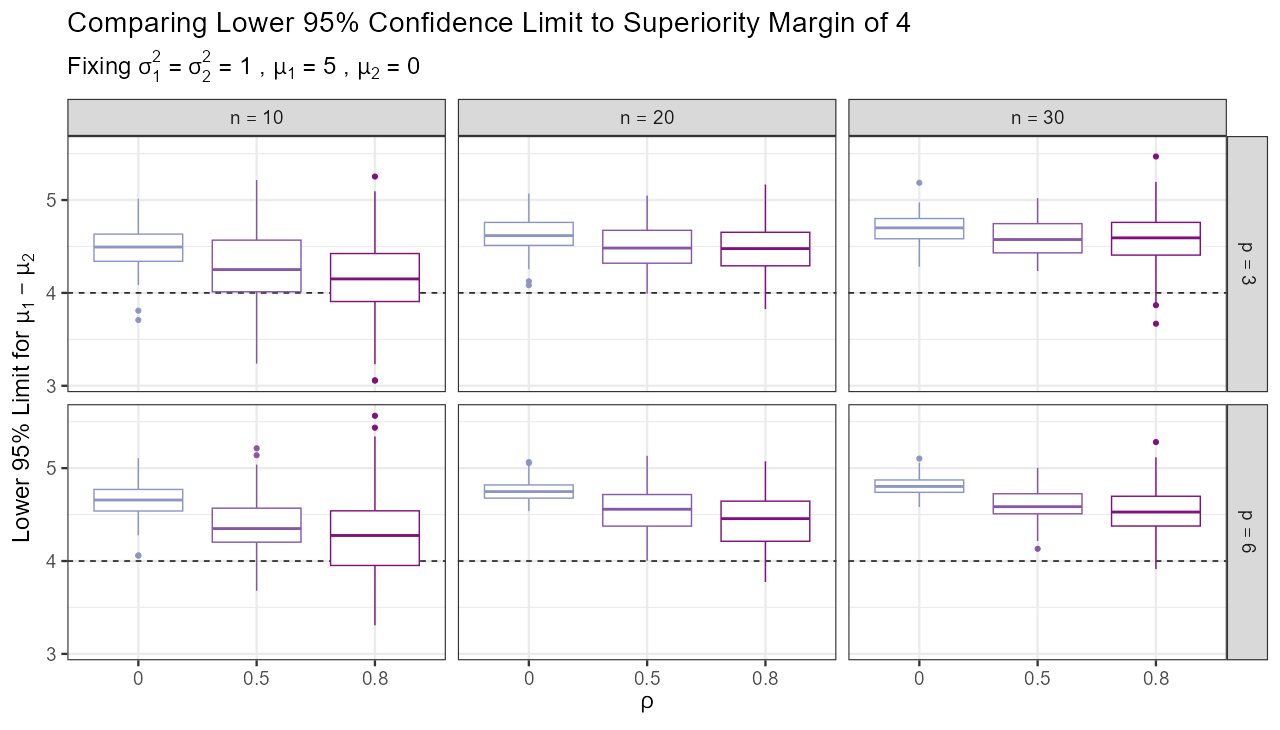 Comparing Lower 95% Confidence Limit to Superiority Margin of 4
Fixing σ₁² = σ₂² = 1 , μ₁ = 5 , μ₂ = 0
n = 10
n = 20
n = 30
Lower 95% Limit for μ₁ − μ₂
5
4
3
p = 3
5
4
3
p = 6
0 0.5 0.8
0 0.5 0.8
0 0.5 0.8
ρ